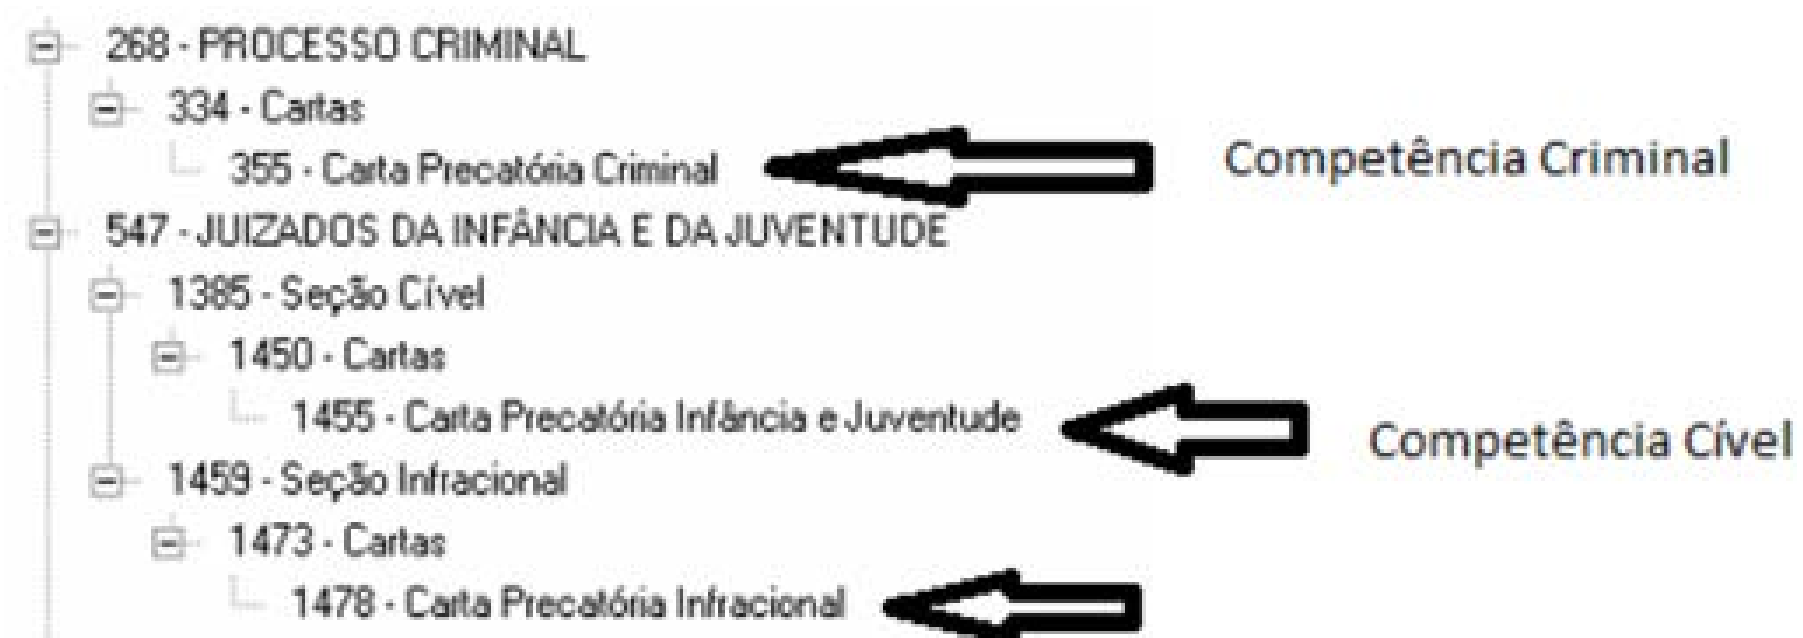 268 - PROCESSO CRIMINAL
334 - Cartas
355 - Carta Precatória Criminal
Competência Criminal
547 - JUIZADOS DA INFÂNCIA E DA JUVENTUDE
1385 - Seção Cível
1450 - Cartas
1455 - Carta Precatória Infância e Juventude
Competência Cível
1459 - Seção Infracional
1473 - Cartas
1478 - Carta Precatória Infracional